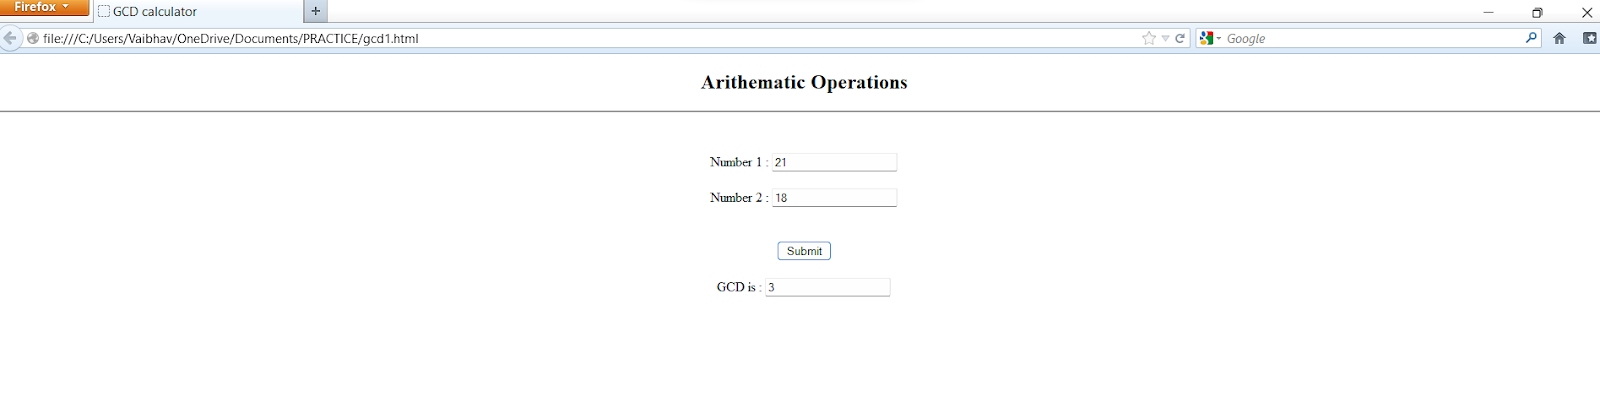 Firefox
GCD calculator
+
file:///C:/Users/Vaibhav/OneDrive/Documents/PRACTICE/gcd1.html
Google
Arithematic Operations
Number 1 : 21
Number 2 : 18
Submit
GCD is : 3